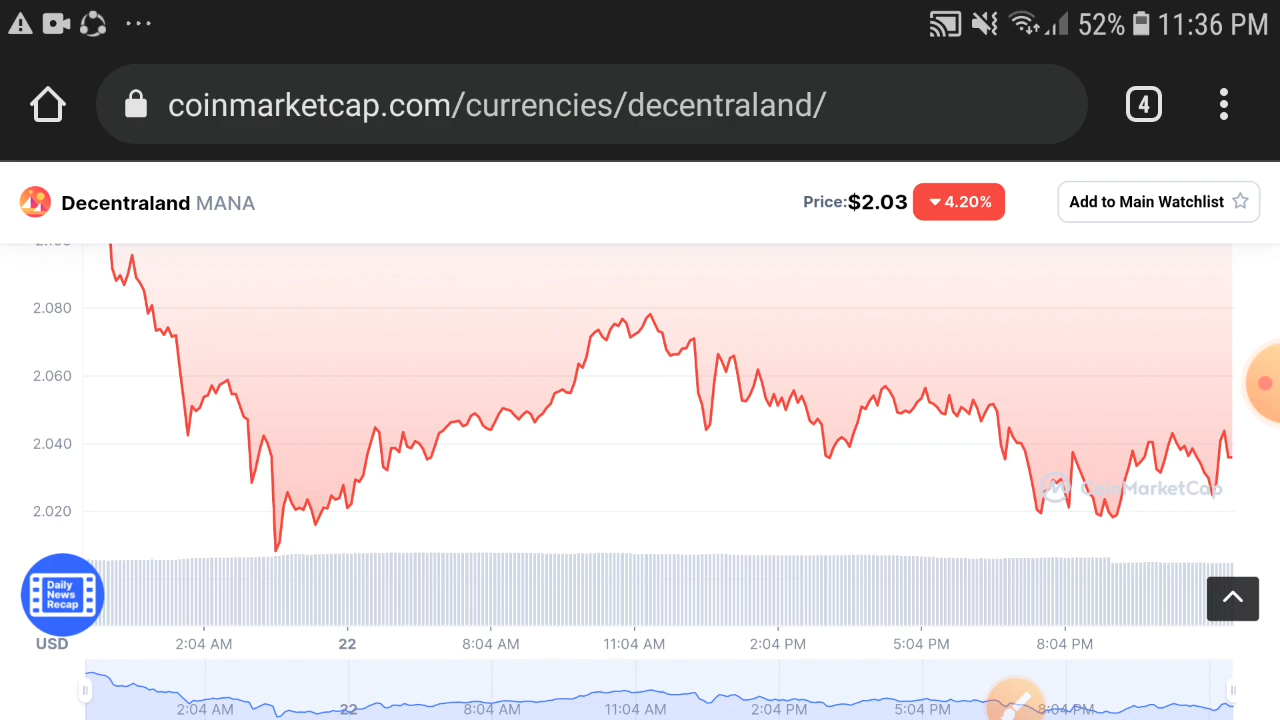 52% 11:36 PM
coinmarketcap.com/currencies/decentraland/
4
Decentraland MANA
Price:$2.03 4.20%
Add to Main Watchlist
2.080
2.060
2.040
2.020
CoinMarketCap
Daily
News
Recap
USD
2:04 AM 22 8:04 AM 11:04 AM 2:04 PM 5:04 PM 8:04 PM
2:04 AM 22 8:04 AM 11:04 AM 2:04 PM 5:04 PM 8:04 PM